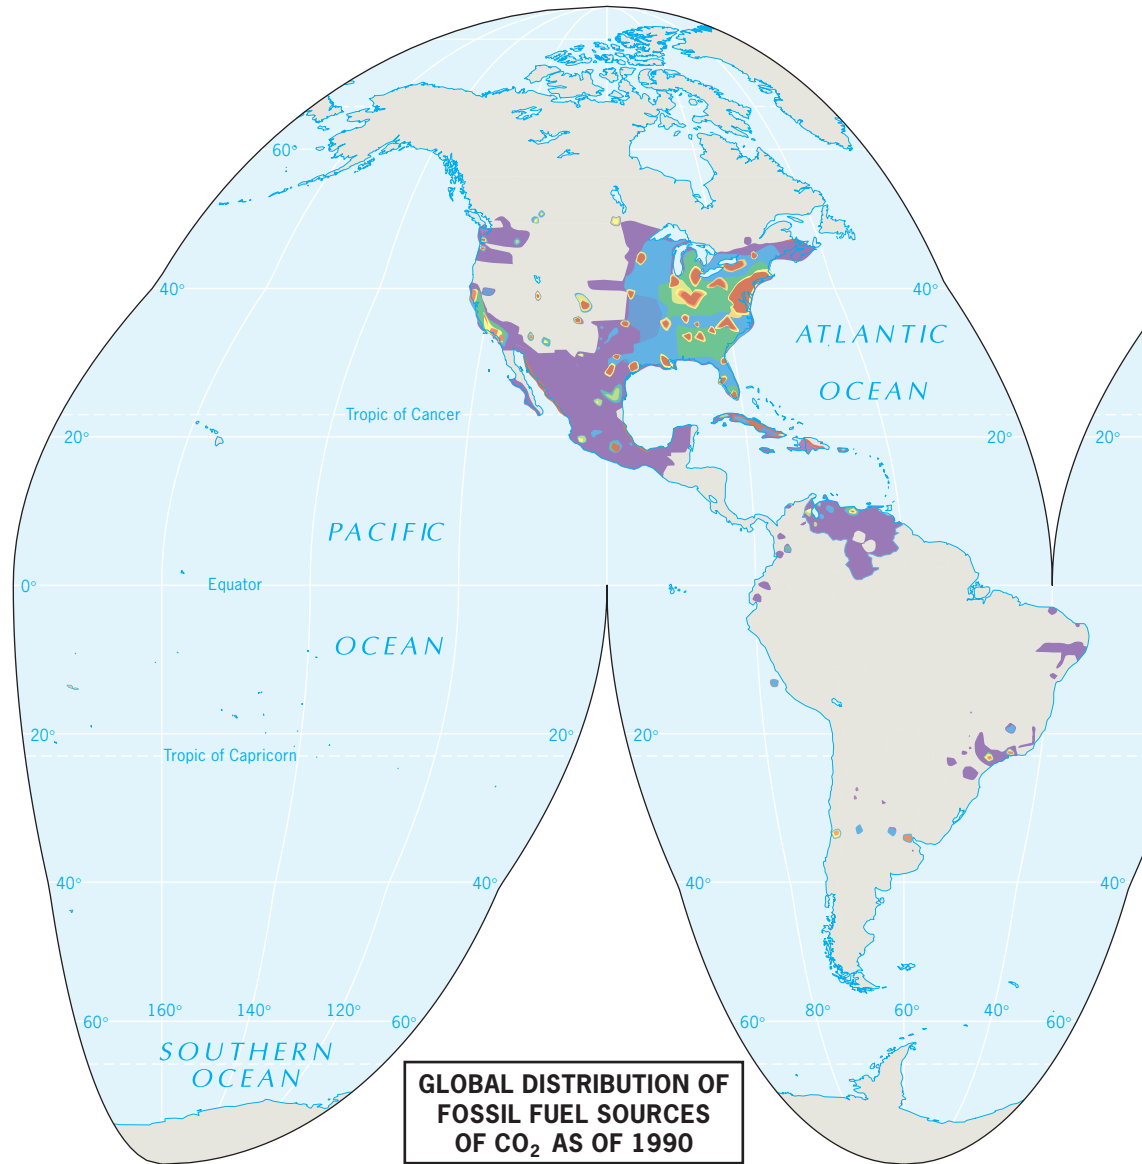 60°
40°
40°
ATLANTIC
OCEAN
Tropic of Cancer
20°
20°
20°
PACIFIC
0°
Equator
OCEAN
20°
20°
20°
Tropic of Capricorn
40°
40°
40°
40°
160°
140°
120°
60°
60°
60°
80°
60°
40°
60°
SOUTHERN
OCEAN
GLOBAL DISTRIBUTION OF
FOSSIL FUEL SOURCES
OF CO₂ AS OF 1990